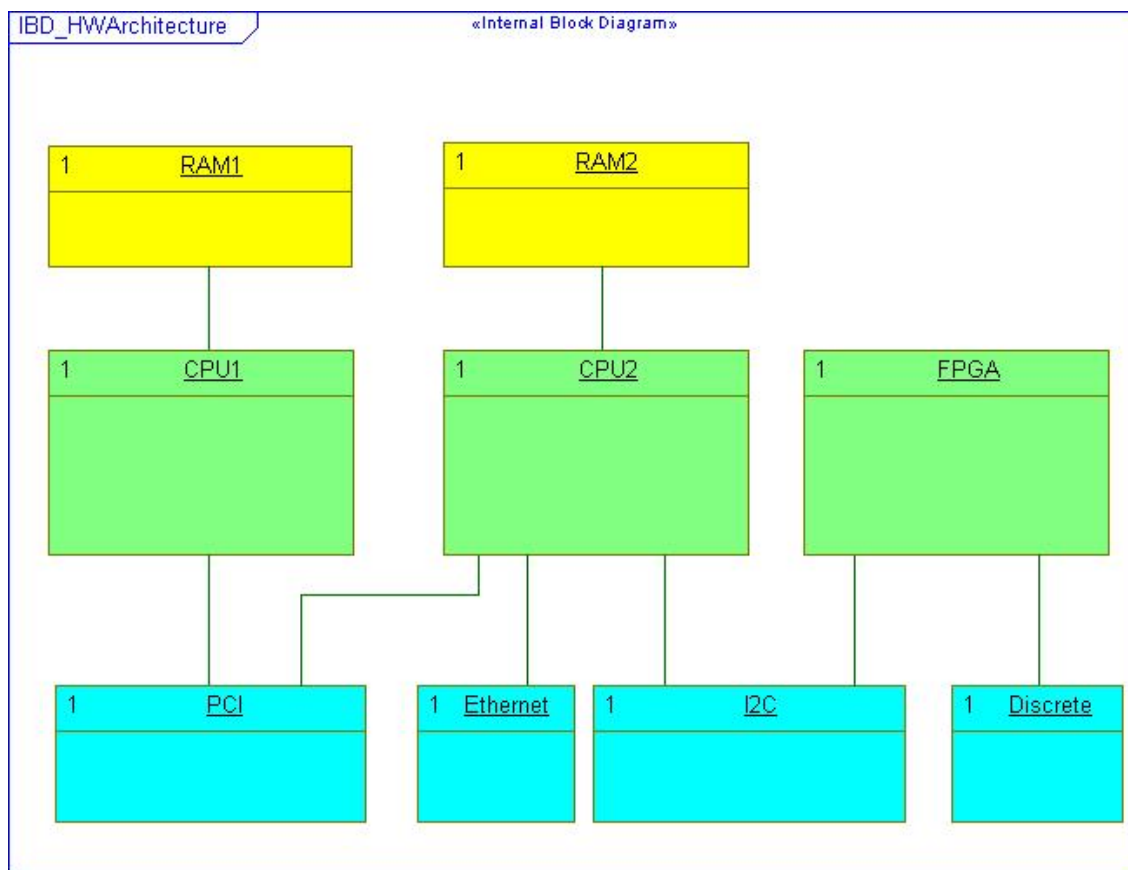 IBD_HWArchitecture
«Internal Block Diagram»
1 RAM1
1 RAM2
1 CPU1
1 CPU2
1 FPGA
1 PCI
1 Ethernet
1 I2C
1 Discrete